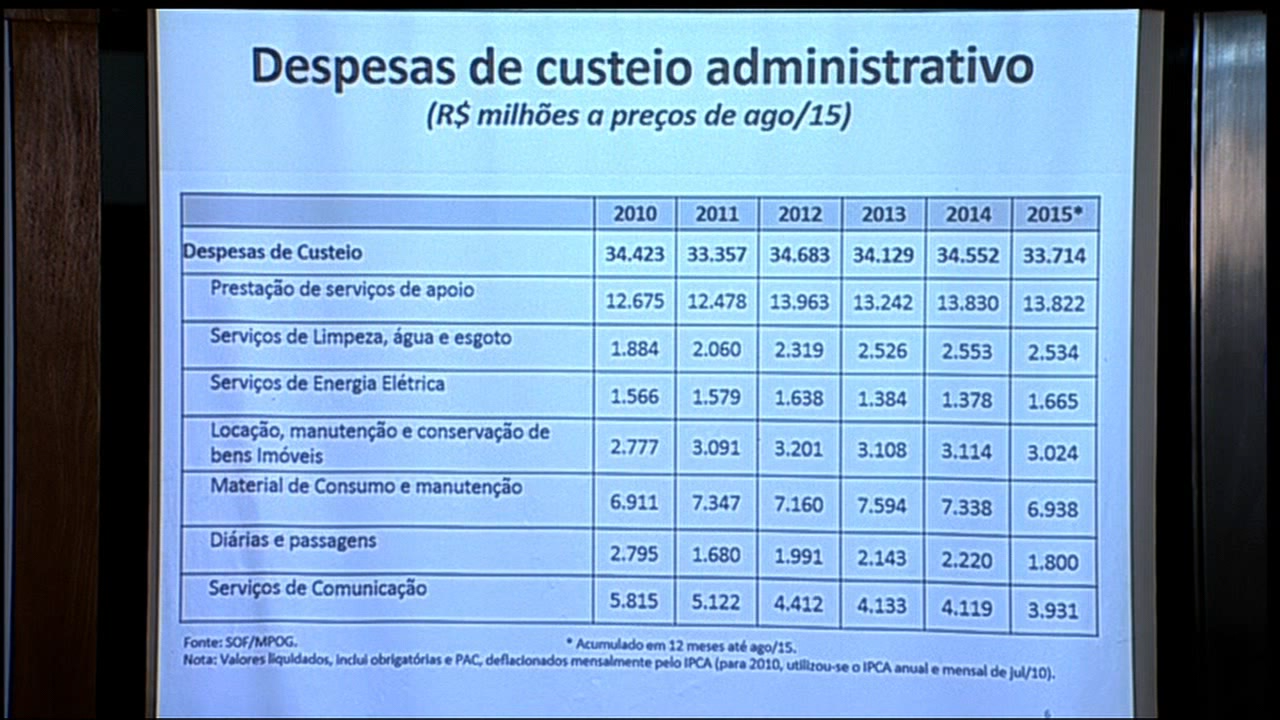 Despesas de custeio administrativo
(R$ milhões a preços de ago/15)
2010 2011 2012 2013 2014 2015*
Despesas de Custeio 34.423 33.357 34.683 34.129 34.552 33.714
Prestação de serviços de apoio 12.675 12.478 13.963 13.242 13.830 13.822
Serviços de Limpeza, água e esgoto 1.884 2.060 2.319 2.526 2.553 2.534
Serviços de Energia Elétrica 1.566 1.579 1.638 1.384 1.378 1.665
Locação, manutenção e conservação de
bens Imóveis 2.777 3.091 3.201 3.108 3.114 3.024
Material de Consumo e manutenção 6.911 7.347 7.160 7.594 7.338 6.938
Diárias e passagens 2.795 1.680 1.991 2.143 2.220 1.800
Serviços de Comunicação 5.815 5.122 4.412 4.133 4.119 3.931
Fonte: SOF/MPOG. * Acumulado em 12 meses até ago/15.
Nota: Valores liquidados, inclui obrigatórias e PAC, deflacionados mensalmente pelo IPCA (para 2010, utilizou-se o IPCA anual e mensal de jul/10).